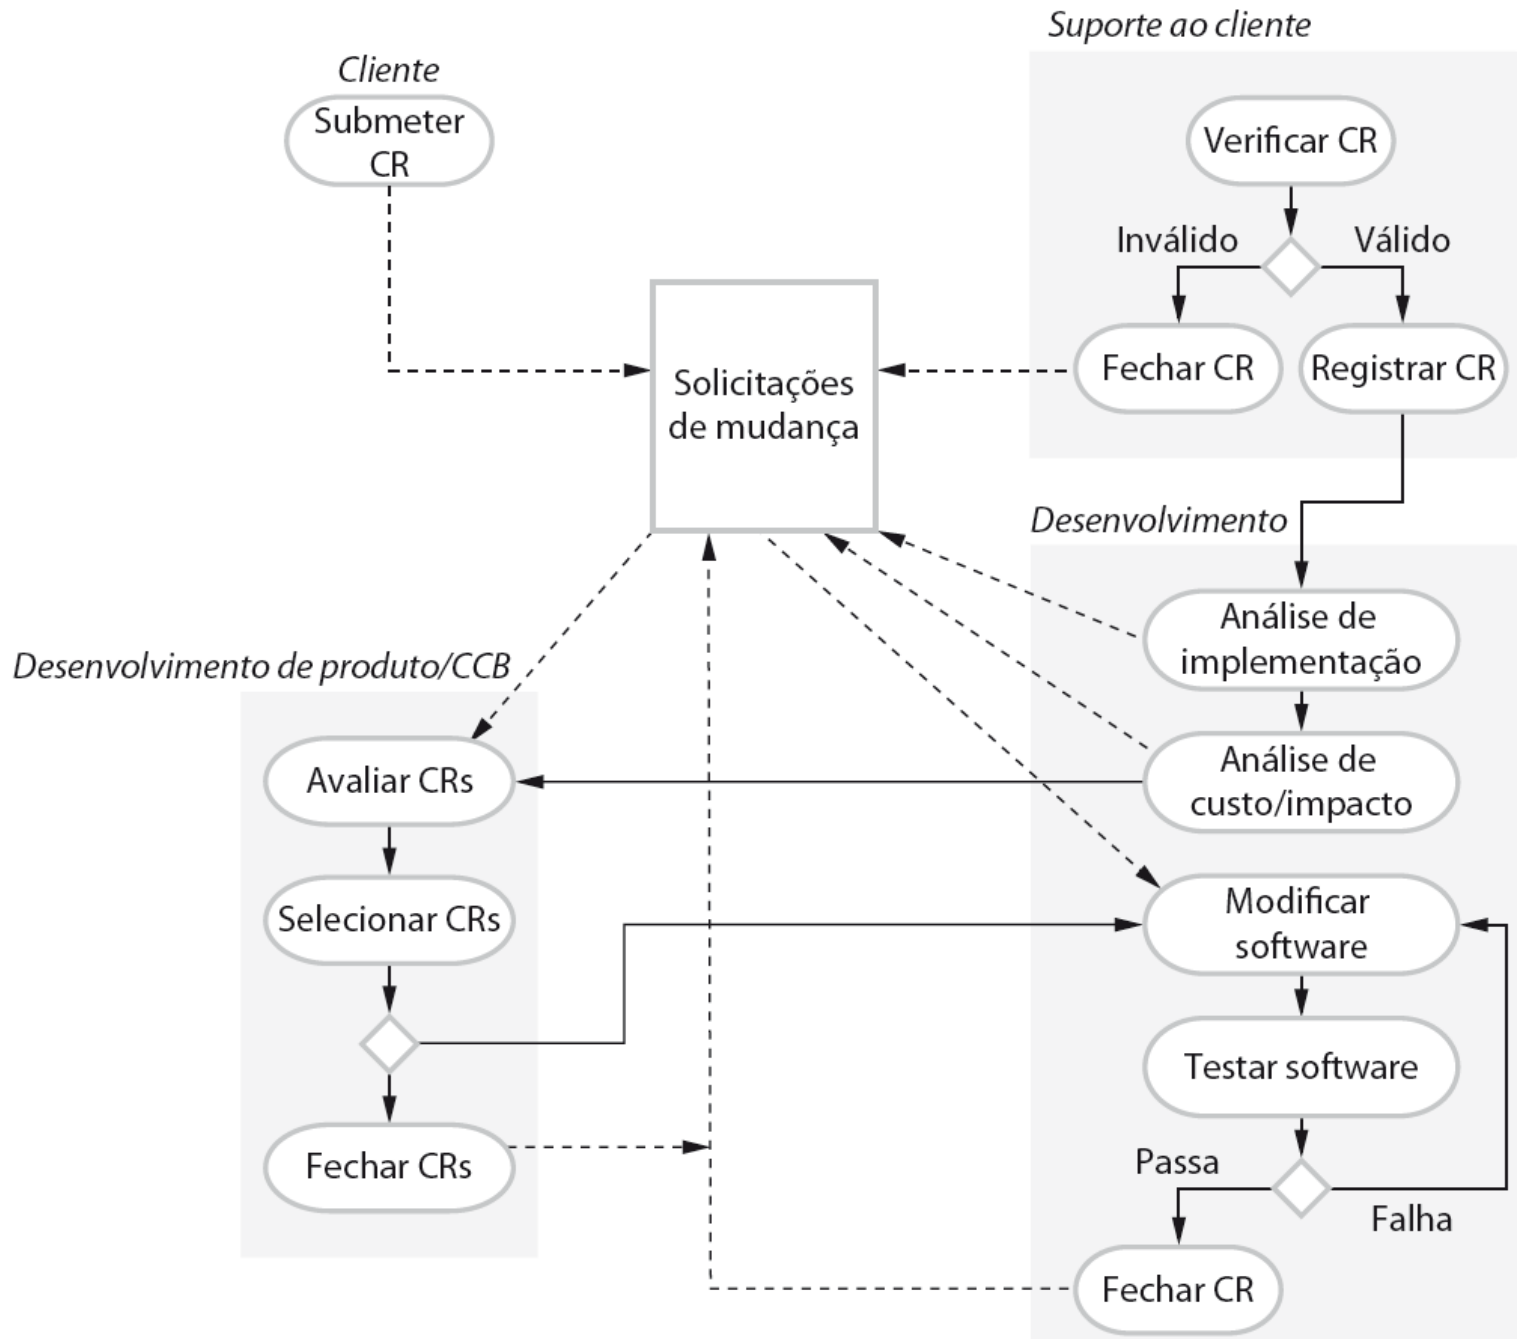 Suporte ao cliente
Cliente
Submeter
CR
Verificar CR
Inválido
Válido
Fechar CR
Registrar CR
Solicitações
de mudança
Desenvolvimento
Análise de
implementação
Desenvolvimento de produto/CCB
Análise de
custo/impacto
Avaliar CRs
Selecionar CRs
Modificar
software
Testar software
Fechar CRs
Passa
Falha
Fechar CR